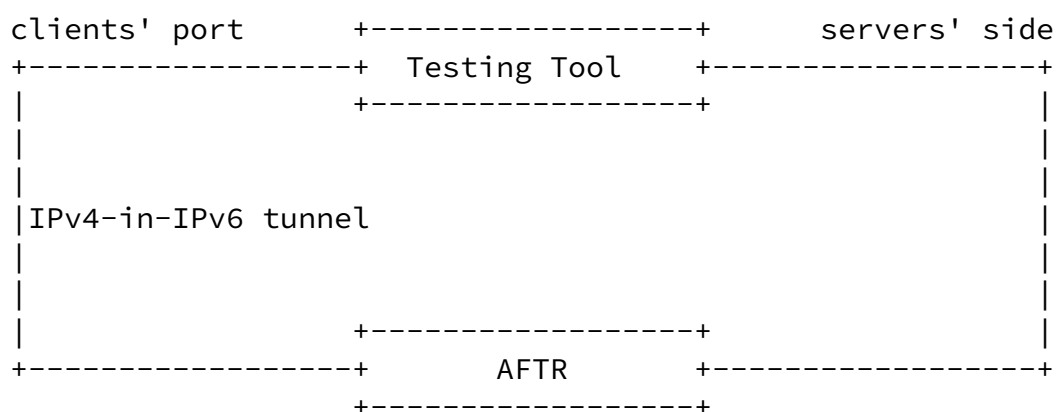 clients' port +------------------+ servers' side
+------------------+ Testing Tool +------------------+
| +------------------+ |
| |
| |
|IPv4-in-IPv6 tunnel |
| |
| |
| +------------------+ |
+------------------+ AFTR +------------------+
+------------------+